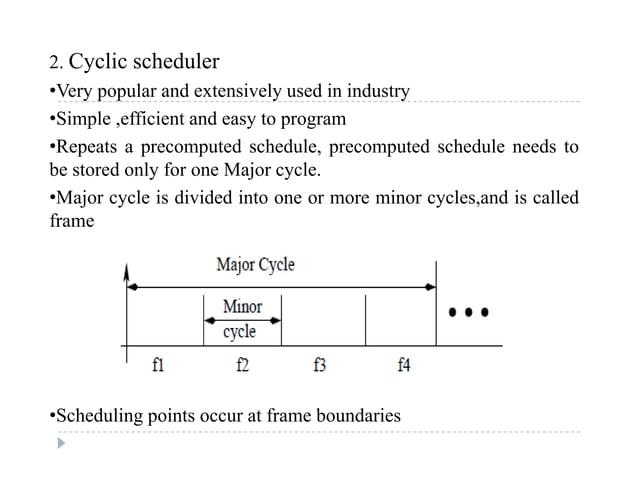 2. Cyclic scheduler
•Very popular and extensively used in industry
•Simple ,efficient and easy to program
•Repeats a precomputed schedule, precomputed schedule needs to
be stored only for one Major cycle.
•Major cycle is divided into one or more minor cycles,and is called
frame
Major Cycle
Minor
cycle
f1 f2 f3 f4
•Scheduling points occur at frame boundaries